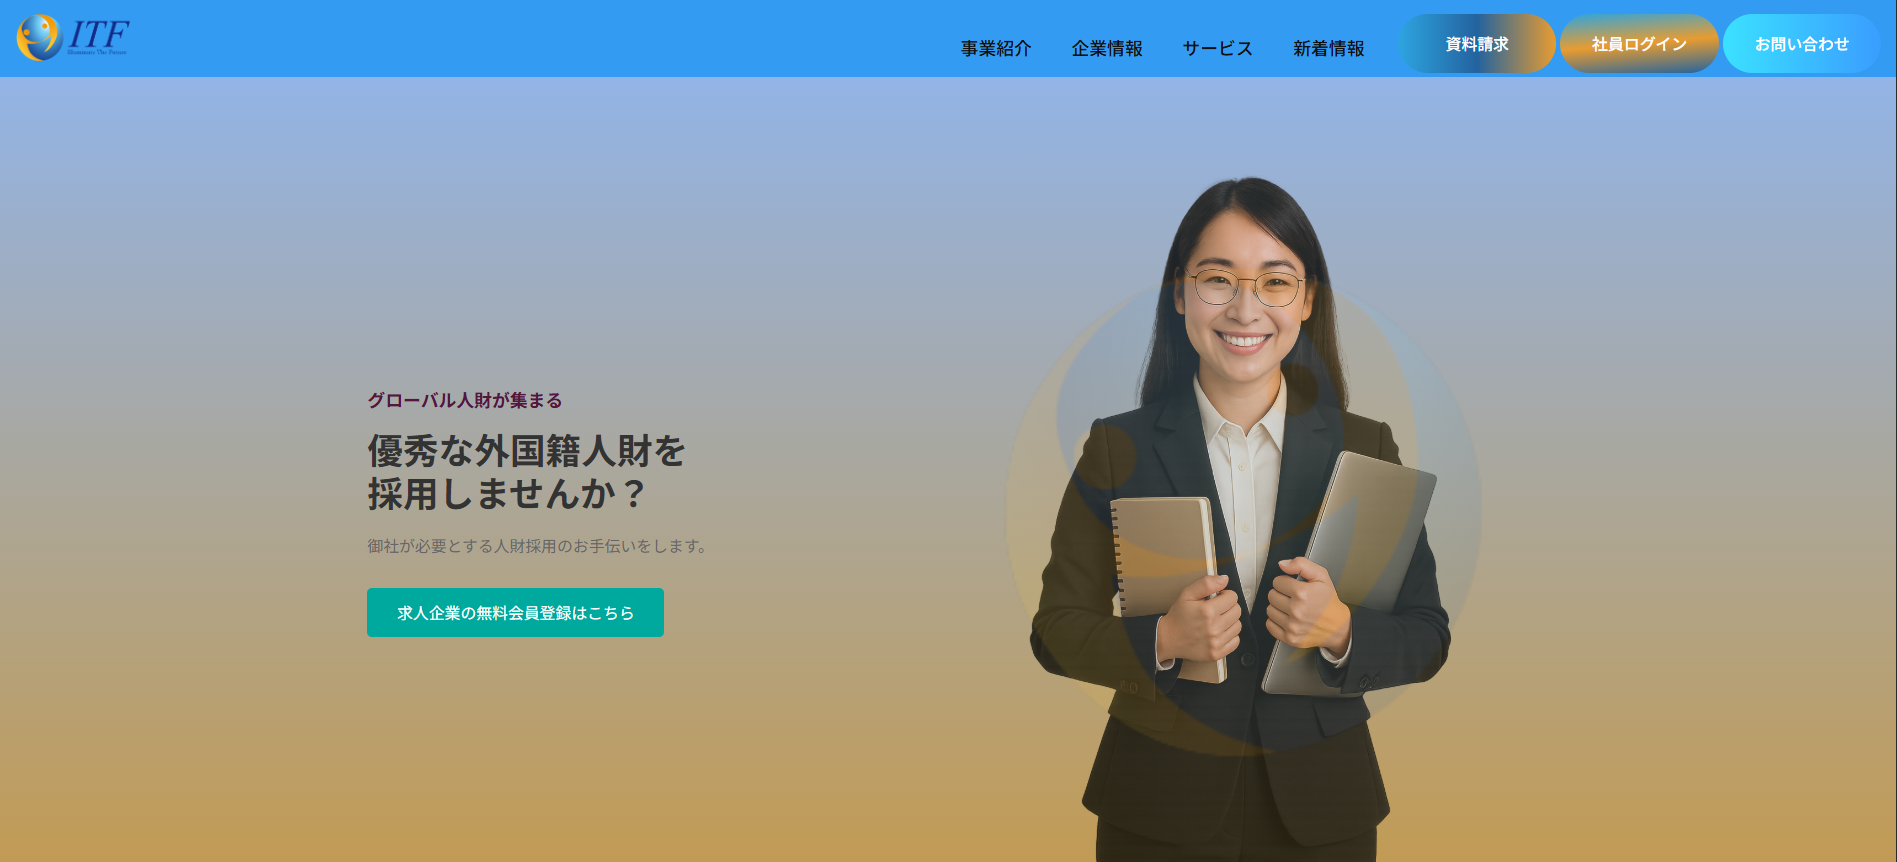 ITF
Illuminate The Future
事業紹介
企業情報
サービス
新着情報
資料請求
社員ログイン
お問い合わせ
グローバル人財が集まる
優秀な外国籍人財を
採用しませんか？
御社が必要とする人財採用のお手伝いをします。
求人企業の無料会員登録はこちら